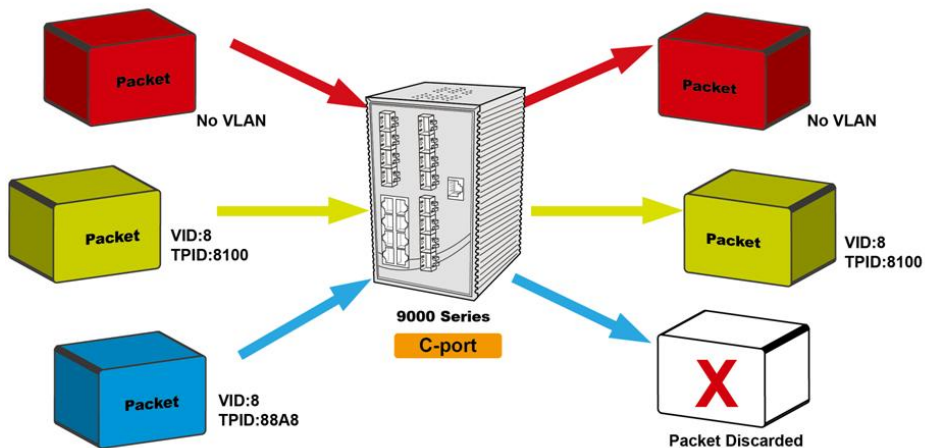 Packet
No VLAN
Packet
No VLAN
Packet
VID:8
TPID:8100
Packet
VID:8
TPID:8100
9000 Series
C-port
Packet
VID:8
TPID:88A8
X
Packet Discarded